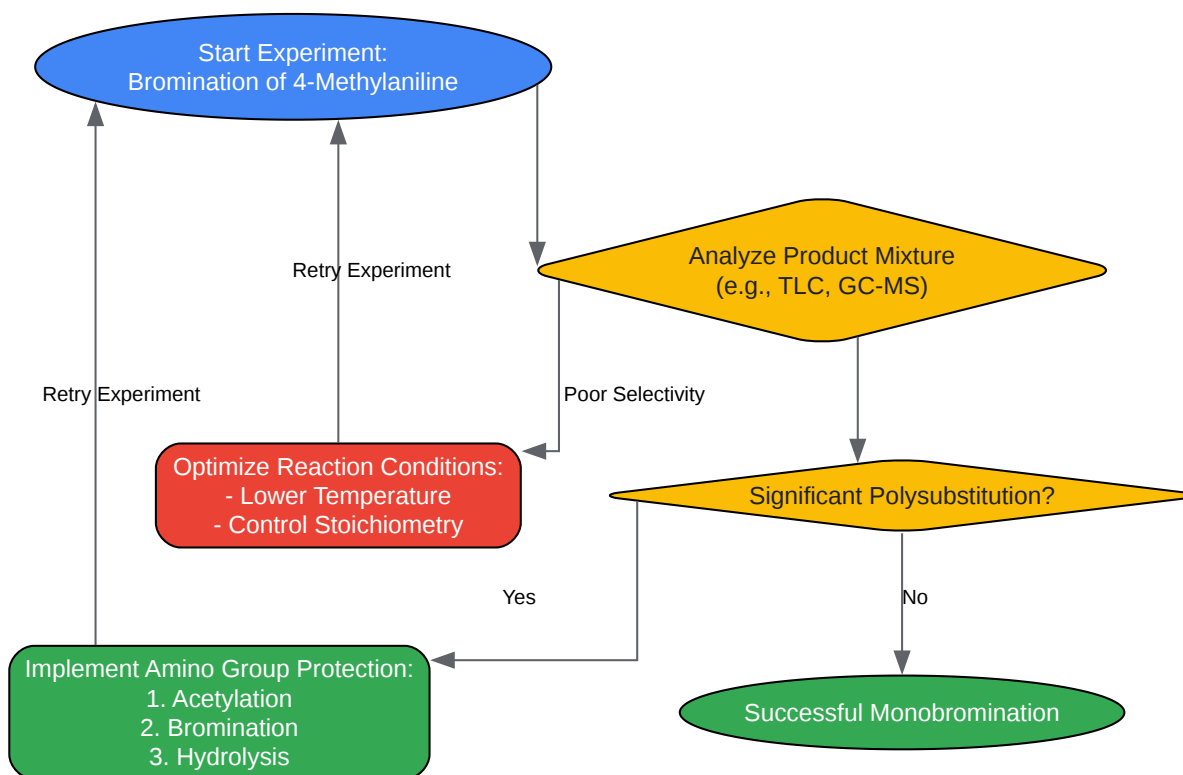 Start Experiment:
Bromination of 4-Methylaniline
Analyze Product Mixture
(e.g., TLC, GC-MS)
Retry Experiment
Retry Experiment
Poor Selectivity
Optimize Reaction Conditions:
- Lower Temperature
- Control Stoichiometry
Significant Polysubstitution?
Yes
No
Implement Amino Group Protection:
1. Acetylation
2. Bromination
3. Hydrolysis
Successful Monobromination